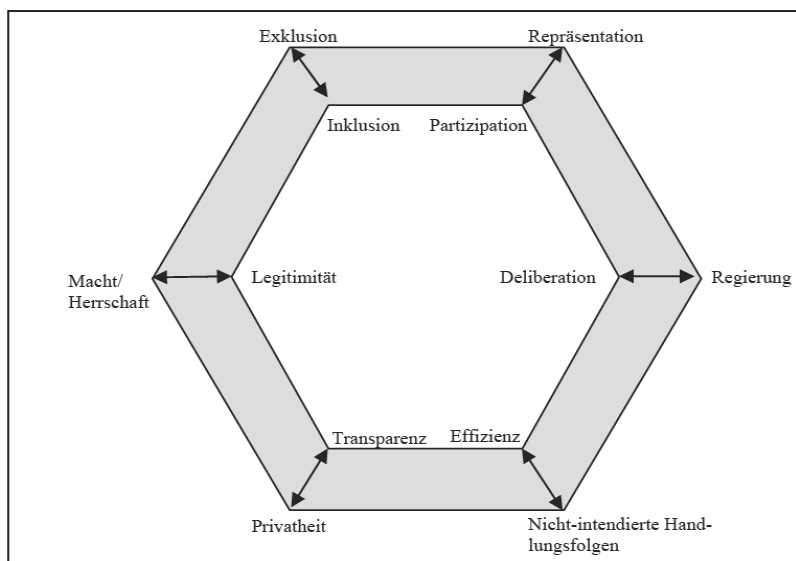 Exklusion
Repräsentation
Inklusion
Partizipation
Macht/
Herrschaft
Legitimität
Deliberation
Regierung
Transparenz
Effizienz
Privatheit
Nicht-intendierte Hand-
lungsfolgen